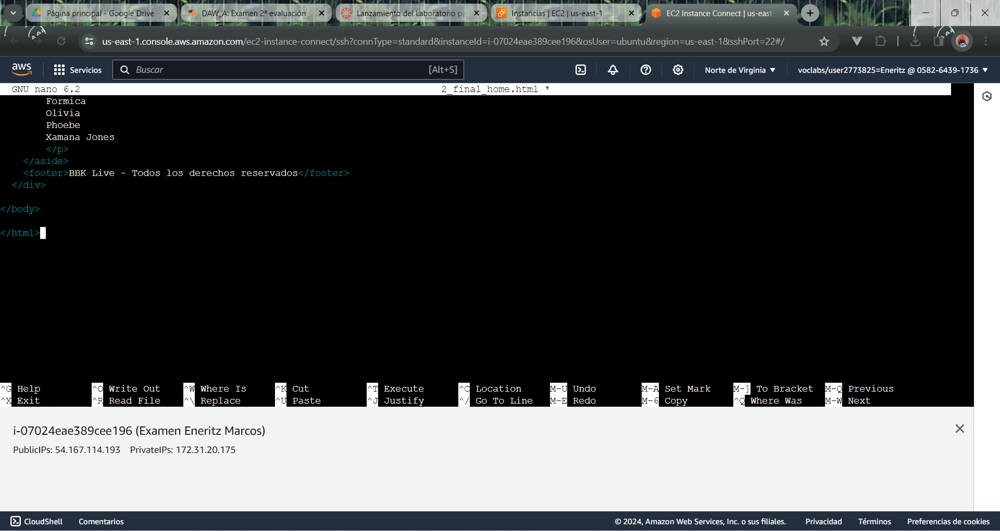 Página principal - Google Drive
DAW_A: Examen 2ª evaluación
Lanzamiento del Laboratorio pa
Instancias | EC2 | us-east-1
EC2 Instance Connect | us-east-
us-east-1.console.aws.amazon.com/ec2-instance-connect/ssh?connType=standard&instanceId=i-07024eae389cee196&osUser=ubuntu&region=us-east-1&sshPort=22#/
aws Servicios Buscar [Alt+S] Norte de Virginia voclabs/user2773825=Eneritz @ 0582-6439-1736
GNU nano 6.2 2_final_home.html *
Formica
Olivia
Phoebe
Xamana Jones
</p>
</aside>
<footer>BBK Live - Todos los derechos reservados</footer>
</div>
</body>
</html>
^G Help ^O Write Out ^W Where Is ^K Cut ^T Execute ^C Location M-U Undo M-A Set Mark M-] To Bracket M-Q Previous
^X Exit ^R Read File ^\ Replace ^U Paste ^J Justify ^/ Go To Line M-E Redo M-6 Copy ^Q Where Was M-W Next
i-07024eae389cee196 (Examen Eneritz Marcos)
PublicIPs: 54.167.114.193 PrivateIPs: 172.31.20.175
CloudShell Comentarios © 2024, Amazon Web Services, Inc. o sus filiales. Privacidad Términos Preferencias de cookies